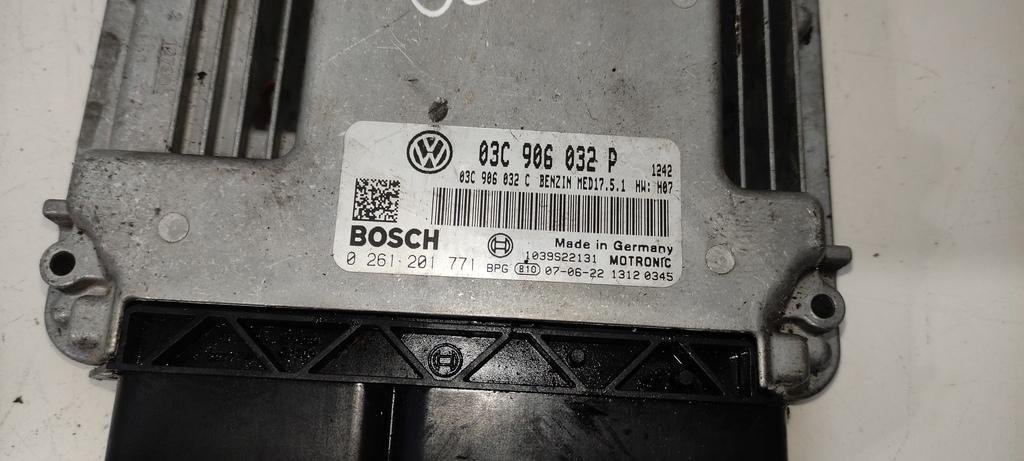 03C 906 032 P 1242
03C 906 032 C BENZIN MED17.5.1 HW: H07
BOSCH
Made in Germany
1039S22131 MOTRONIC
0 261 201 771 BPG 810 07-06-22 1312 0345